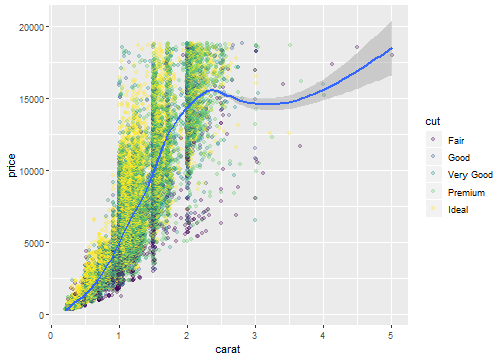 20000
15000
10000
5000
0
price
0
1
2
3
4
5
carat
cut
Fair
Good
Very Good
Premium
Ideal